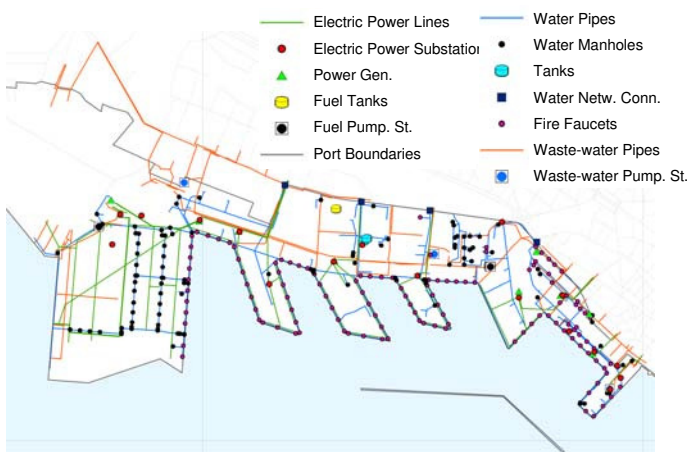 Electric Power Lines
Electric Power Substation
Power Gen.
Fuel Tanks
Fuel Pump. St.
Port Boundaries
Water Pipes
Water Manholes
Tanks
Water Netw. Conn.
Fire Faucets
Waste-water Pipes
Waste-water Pump. St.